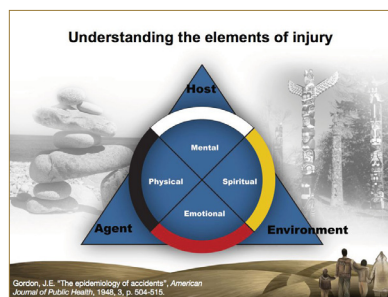 Understanding the elements of injury
Host
Mental
Physical
Spiritual
Emotional
Agent
Environment
Gordon, J.E. "The epidemiology of accidents", American
Journal of Public Health, 1948, 3, p. 504-515.